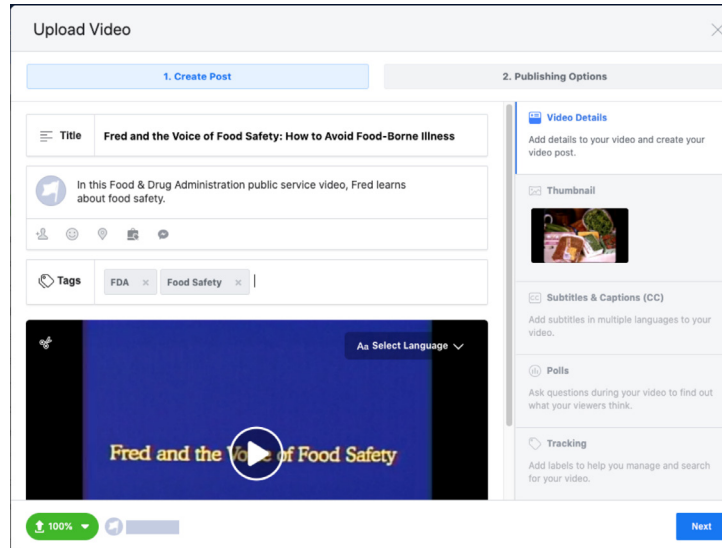 Upload Video
1. Create Post
2. Publishing Options
Title
Fred and the Voice of Food Safety: How to Avoid Food-Borne Illness
In this Food & Drug Administration public service video, Fred learns
about food safety.
Tags
FDA
Food Safety
Aa Select Language
Fred and the Voice of Food Safety
100%
Video Details
Add details to your video and create your
video post.
Thumbnail
CC Subtitles & Captions (CC)
Add subtitles in multiple languages to your
video.
Polls
Ask questions during your video to find out
what your viewers think.
Tracking
Add labels to help you manage and search
for your video.
Next